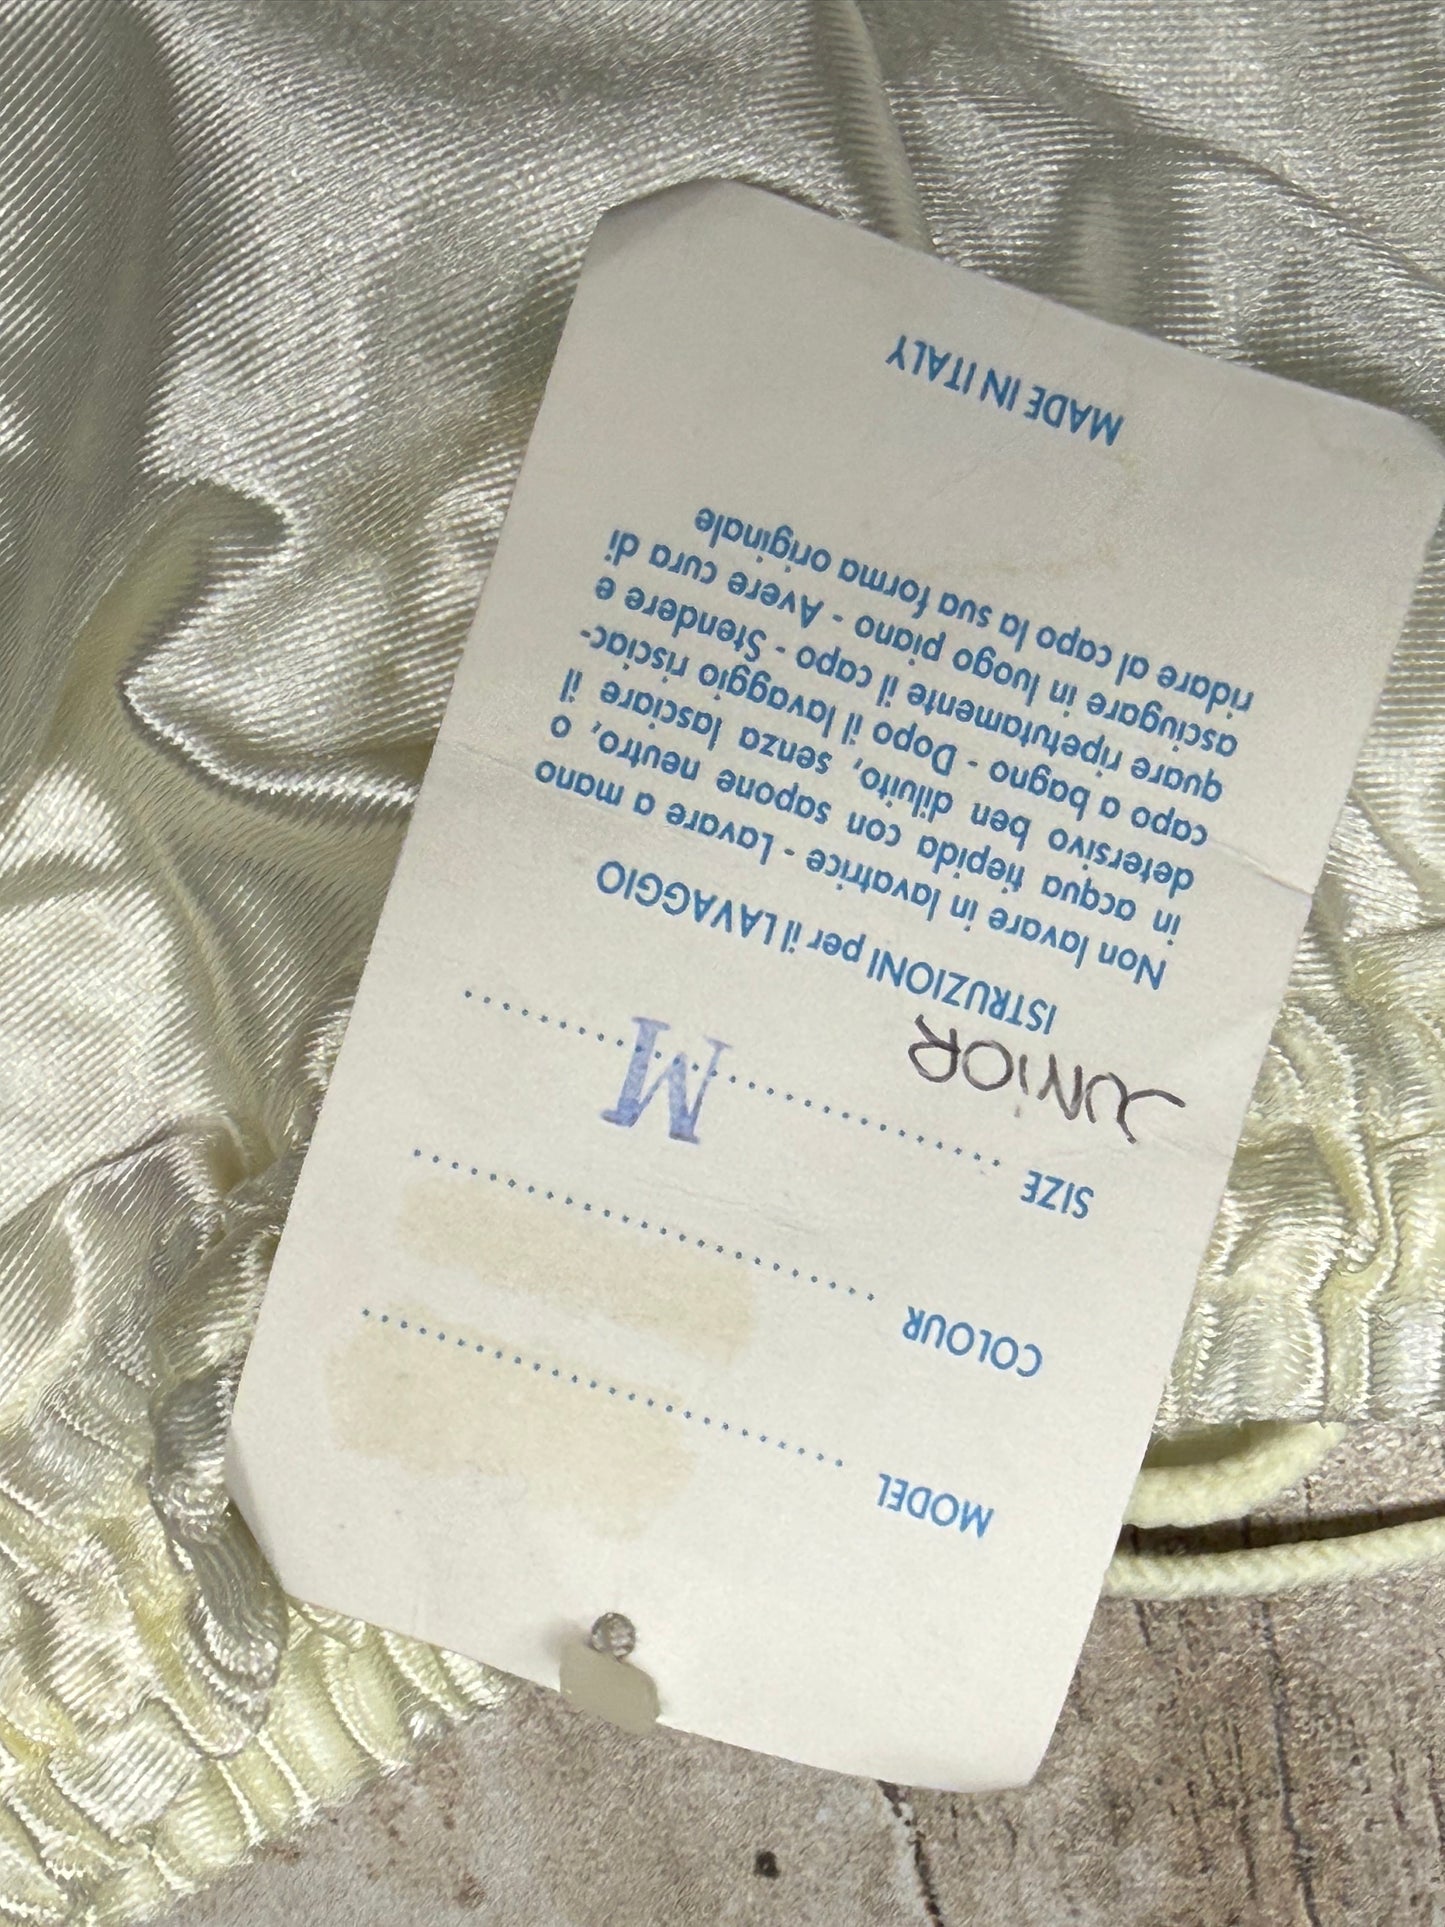 MODEL ........................
COLOUR ........................
SIZE ........................ M
JUNIOR
ISTRUZIONI per il LAVAGGIO
Non lavare in lavatrice - Lavare a mano
in acqua tiepida con sapone neutro, o
detersivo ben diluito, senza lasciare il
capo a bagno - Dopo il lavaggio risciac-
quare ripetutamente il capo - Stendere e
asciugare in luogo piano - Avere cura di
ridare al capo la sua forma originale
MADE IN ITALY